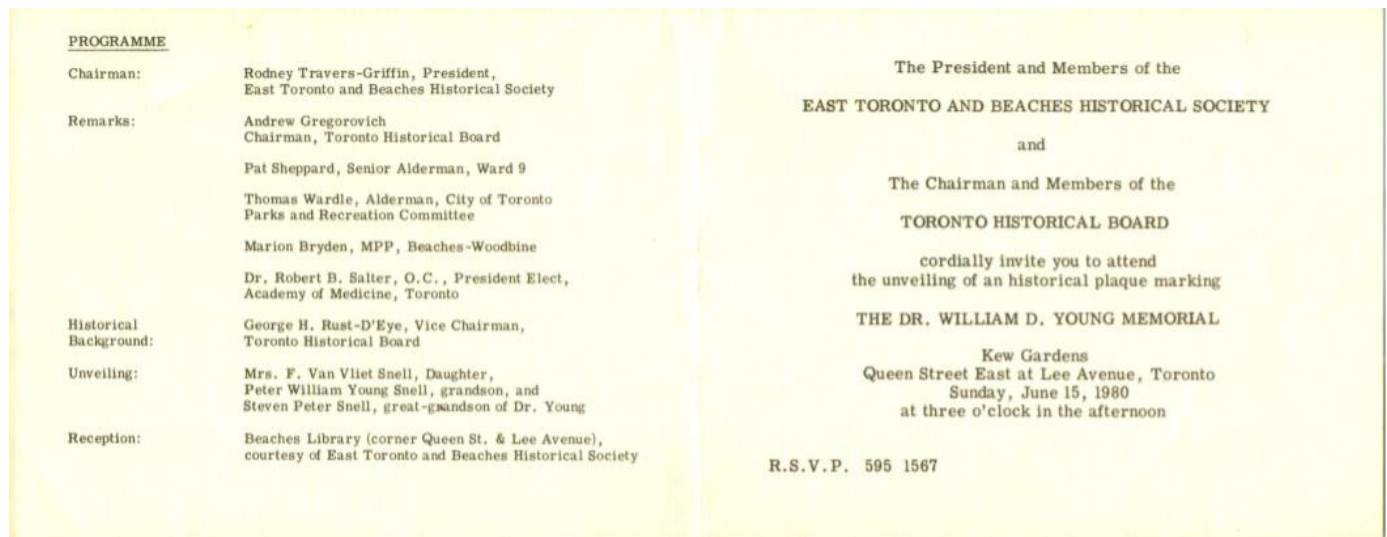 PROGRAMME
Chairman: Rodney Travers-Griffin, President,
East Toronto and Beaches Historical Society
Remarks: Andrew Gregorovich
Chairman, Toronto Historical Board
Pat Sheppard, Senior Alderman, Ward 9
Thomas Wardle, Alderman, City of Toronto
Parks and Recreation Committee
Marion Bryden, MPP, Beaches-Woodbine
Dr. Robert B. Salter, O.C., President Elect,
Academy of Medicine, Toronto
Historical George H. Rust-D'Eye, Vice Chairman,
Background: Toronto Historical Board
Unveiling: Mrs. F. Van Vliet Snell, Daughter,
Peter William Young Snell, grandson, and
Steven Peter Snell, great-grandson of Dr. Young
Reception: Beaches Library (corner Queen St. & Lee Avenue),
courtesy of East Toronto and Beaches Historical Society
The President and Members of the
EAST TORONTO AND BEACHES HISTORICAL SOCIETY
and
The Chairman and Members of the
TORONTO HISTORICAL BOARD
cordially invite you to attend
the unveiling of an historical plaque marking
THE DR. WILLIAM D. YOUNG MEMORIAL
Kew Gardens
Queen Street East at Lee Avenue, Toronto
Sunday, June 15, 1980
at three o'clock in the afternoon
R.S.V.P. 595 1567